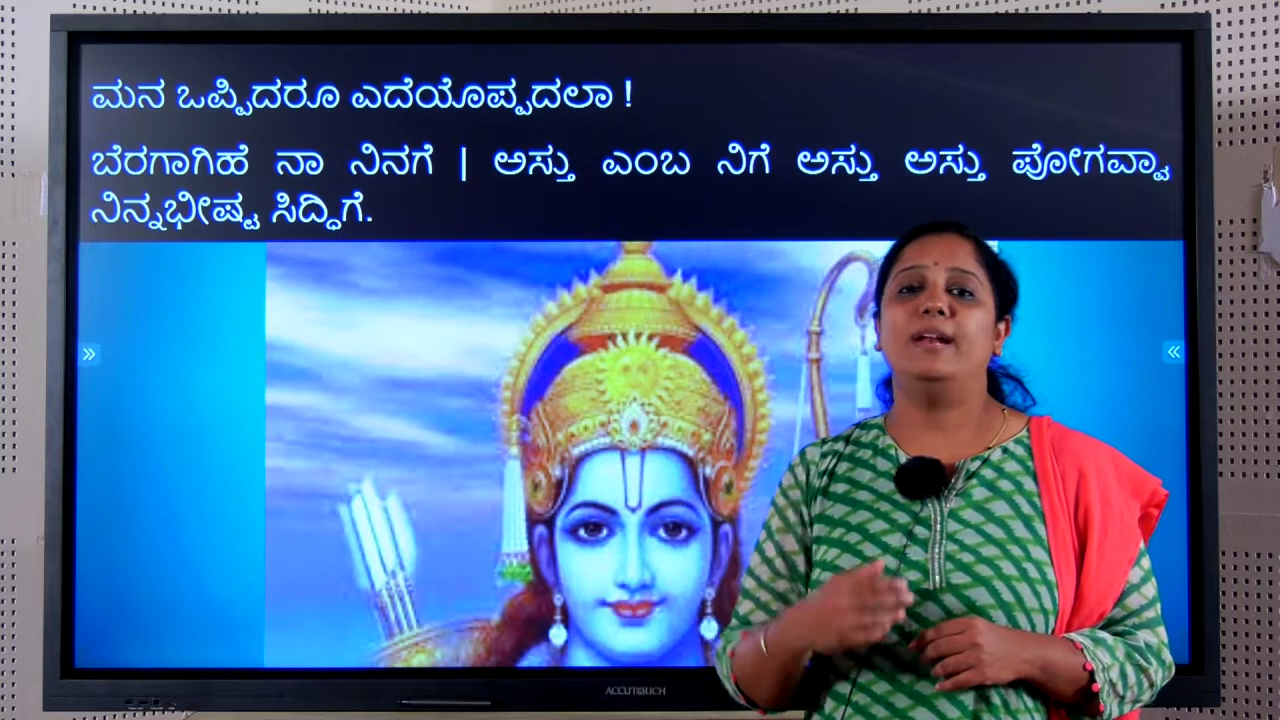 ಮನ ಒಪ್ಪಿದರೂ ಎದೆಯೊಪ್ಪದಲಾ !
ಬೆರಗಾಗಿಹೆ ನಾ ನಿನಗೆ | ಅಸ್ತು ಎಂಬ ನಿಗೆ ಅಸ್ತು ಅಸ್ತು ಪೋಗವ್ವಾ
ನಿನ್ನಭೀಷ್ಟ ಸಿದ್ಧಿಗೆ.
ACCUTOUCH